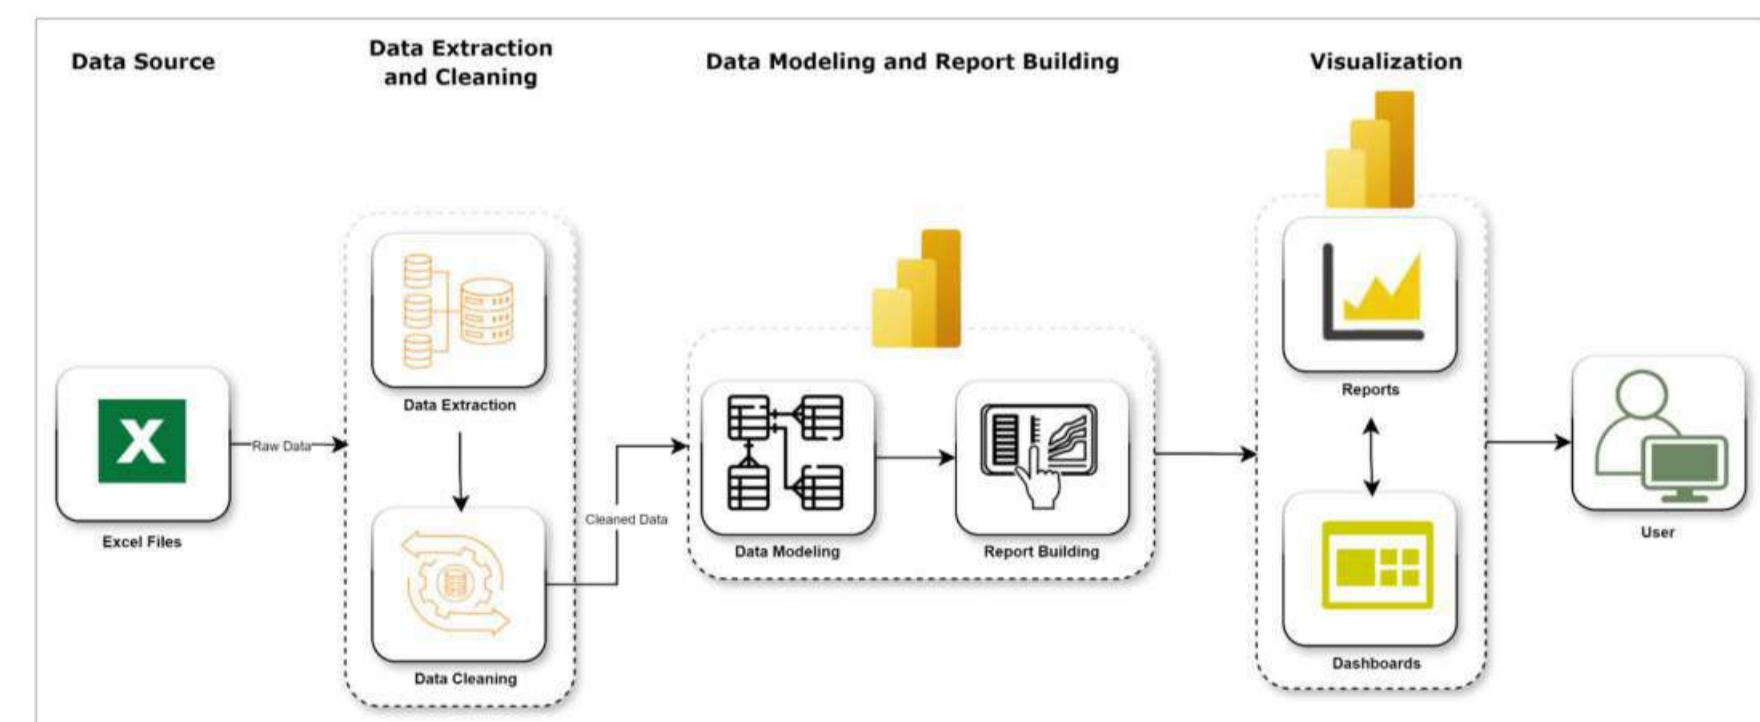 Data Source
Data Extraction
and Cleaning
Data Modeling and Report Building
Visualization
X
Excel Files
Raw Data
Data Extraction
Data Cleaning
Cleaned Data
Data Modeling
Report Building
Reports
Dashboards
User